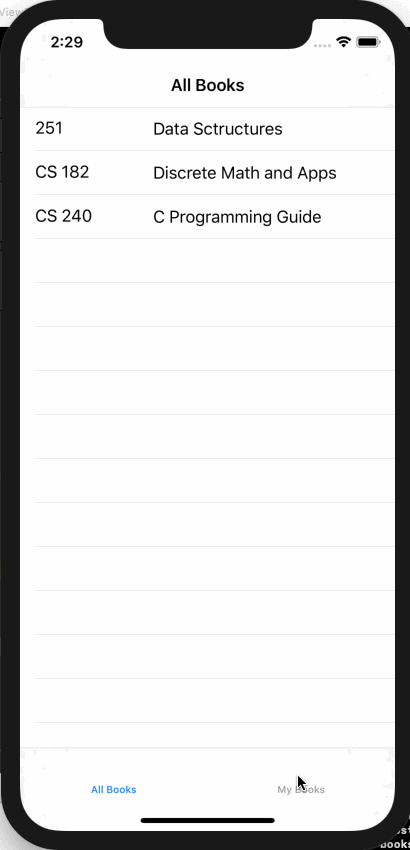 View
2:29
All Books
251 Data Sctructures
CS 182 Discrete Math and Apps
CS 240 C Programming Guide
All Books My Books
books